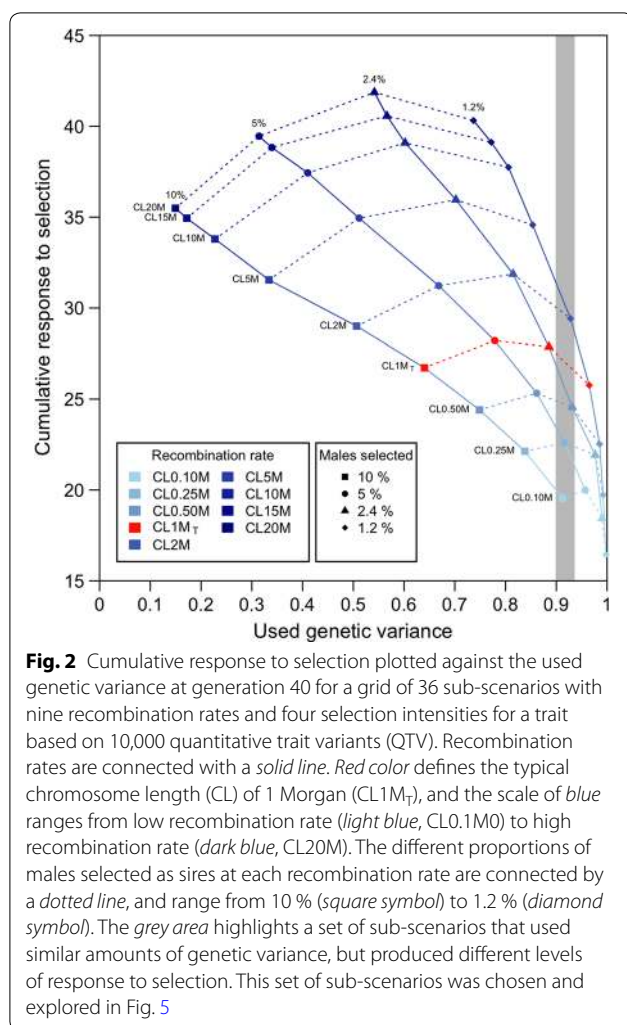 45
40
35
30
25
20
15
Cumulative response to selection
2.4%
1.2%
5%
10%
CL20M
CL15M
CL10M
CL5M
CL2M
CL1M T
CL0.50M
CL0.25M
CL0.10M
Recombination rate
CL0.10M
CL0.25M
CL0.50M
CL1M T
CL2M
CL5M
CL10M
CL15M
CL20M
Males selected
10 %
5 %
2.4 %
1.2 %
0 0.1 0.2 0.3 0.4 0.5 0.6 0.7 0.8 0.9 1
Used genetic variance
Fig. 2 Cumulative response to selection plotted against the used
genetic variance at generation 40 for a grid of 36 sub-scenarios with
nine recombination rates and four selection intensities for a trait
based on 10,000 quantitative trait variants (QTV). Recombination
rates are connected with a solid line. Red color defines the typical
chromosome length (CL) of 1 Morgan (CL1MT), and the scale of blue
ranges from low recombination rate (light blue, CL0.1M0) to high
recombination rate (dark blue, CL20M). The different proportions of
males selected as sires at each recombination rate are connected by
a dotted line, and range from 10 % (square symbol) to 1.2 % (diamond
symbol). The grey area highlights a set of sub-scenarios that used
similar amounts of genetic variance, but produced different levels
of response to selection. This set of sub-scenarios was chosen and
explored in Fig. 5